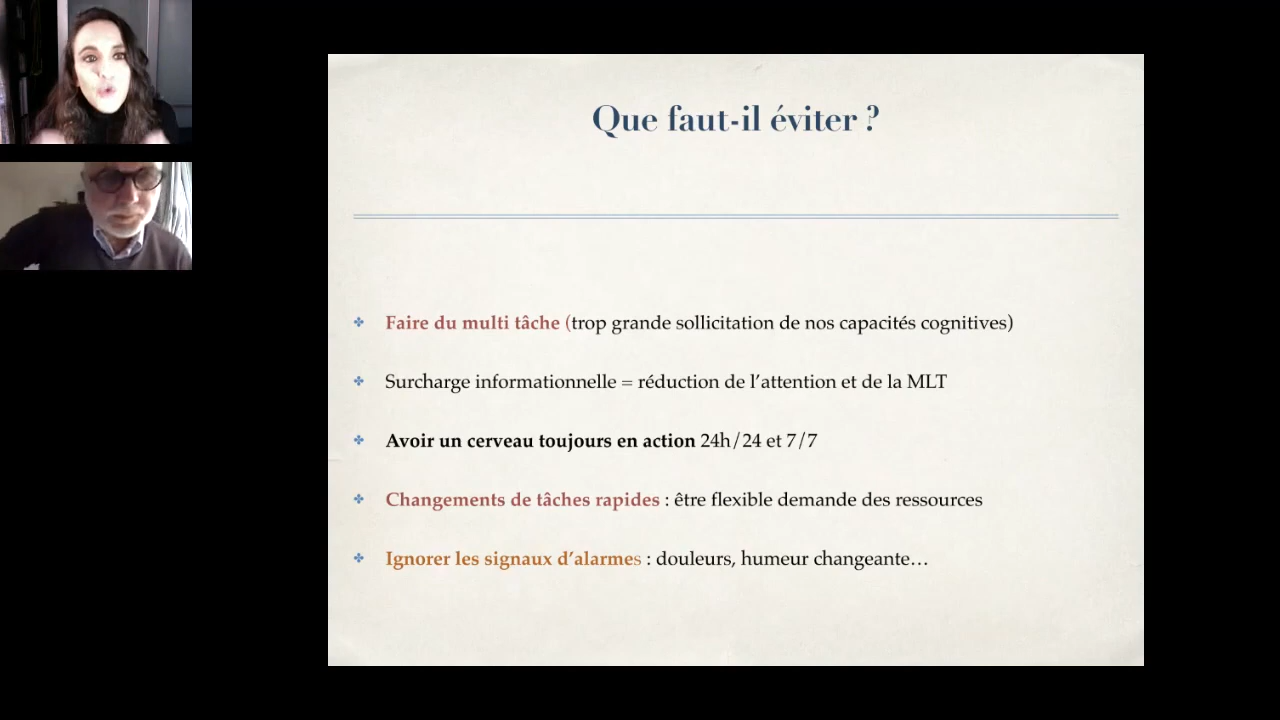 Que faut-il éviter ?
Faire du multi tâche (trop grande sollicitation de nos capacités cognitives)
Surcharge informationnelle = réduction de l’attention et de la MLT
Avoir un cerveau toujours en action 24h/24 et 7/7
Changements de tâches rapides : être flexible demande des ressources
Ignorer les signaux d’alarmes : douleurs, humeur changeante…